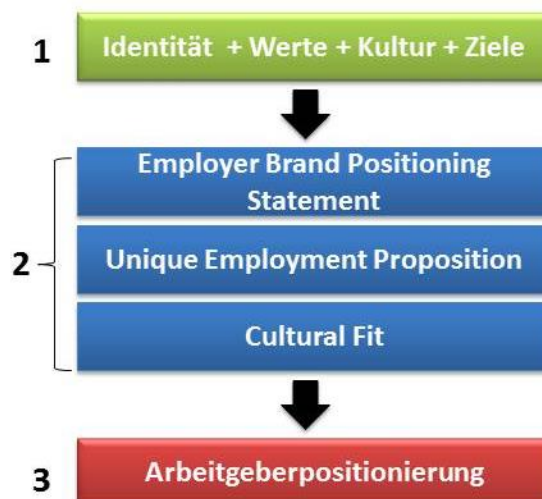 1 Identität + Werte + Kultur + Ziele
Employer Brand Positioning
Statement
2 Unique Employment Proposition
Cultural Fit
3 Arbeitgeberpositionierung